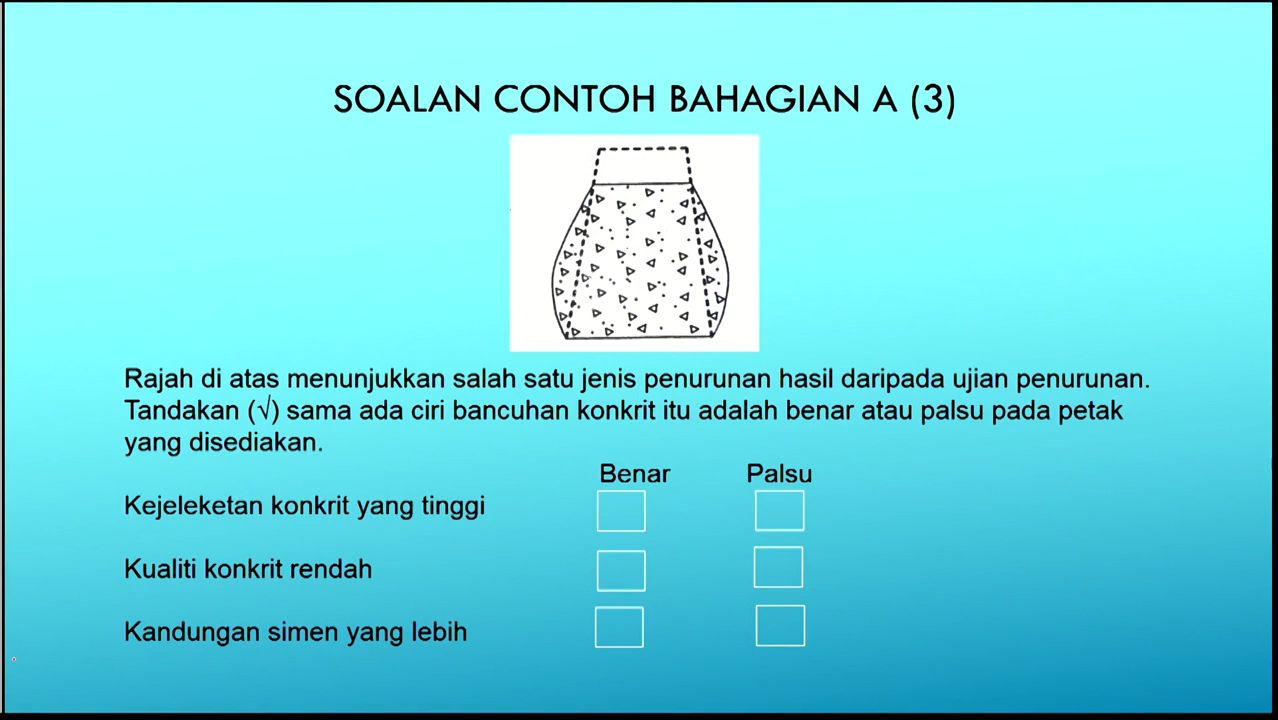 SOALAN CONTOH BAHAGIAN A (3)
Rajah di atas menunjukkan salah satu jenis penurunan hasil daripada ujian penurunan.
Tandakan (√) sama ada ciri bancuhan konkrit itu adalah benar atau palsu pada petak
yang disediakan.
Benar Palsu
Kejeleketan konkrit yang tinggi
Kualiti konkrit rendah
Kandungan simen yang lebih